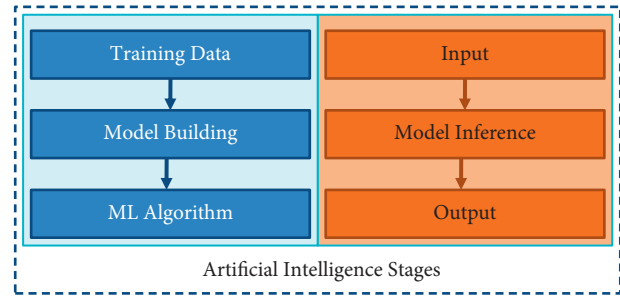 Training Data
Model Building
ML Algorithm
Input
Model Inference
Output
Artificial Intelligence Stages